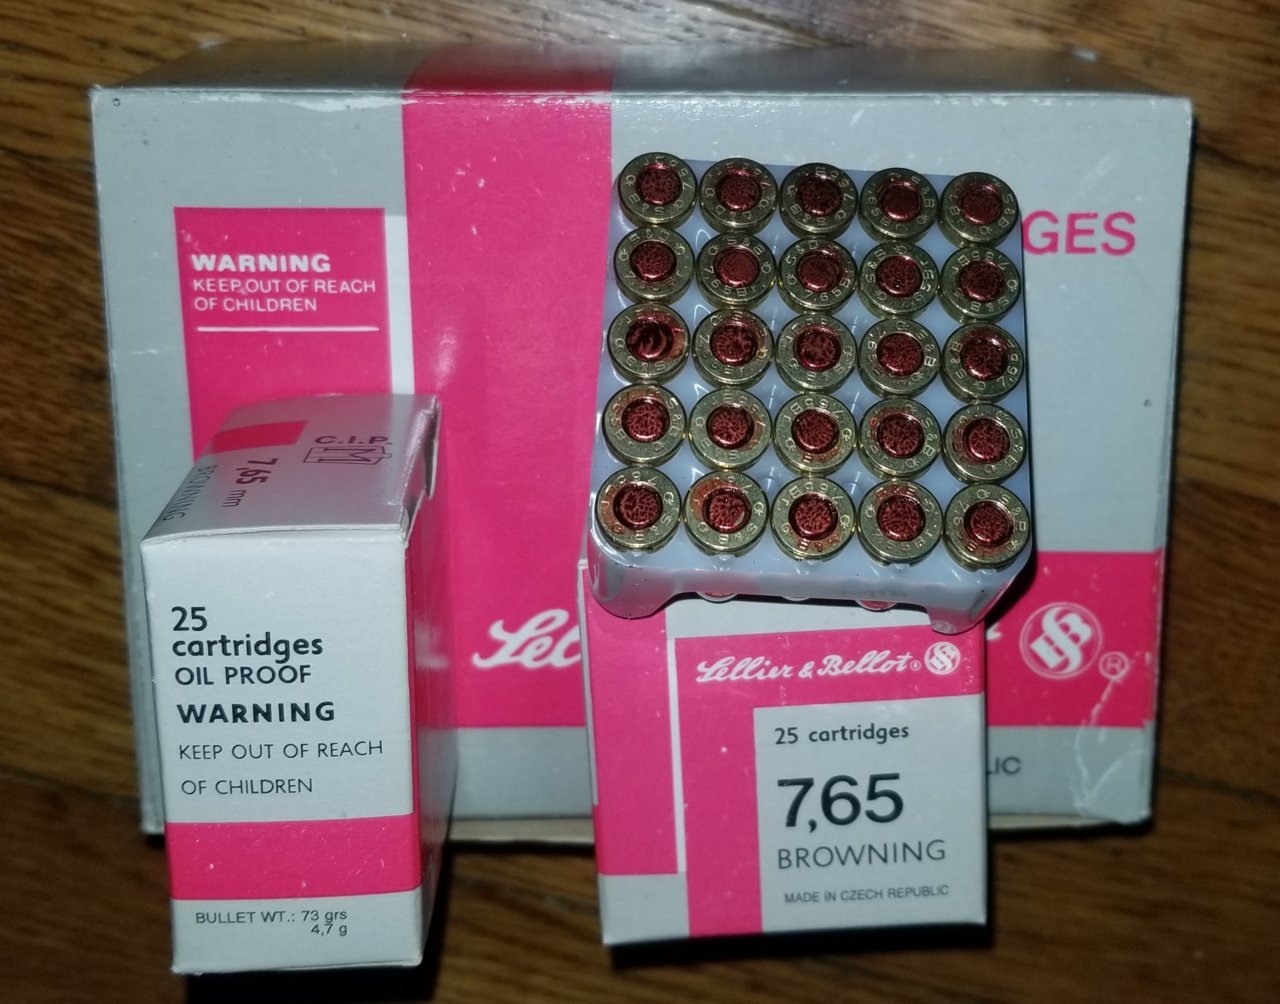 WARNING
KEEP OUT OF REACH
OF CHILDREN
GES
C.I.P.
7,65 mm
BROWNING
25
cartridges
OIL PROOF
WARNING
KEEP OUT OF REACH
OF CHILDREN
BULLET WT.: 73 grs
4,7 g
Sellier & Bellot ®
25 cartridges
7,65
BROWNING
MADE IN CZECH REPUBLIC
Sel
S&B ®
LIC